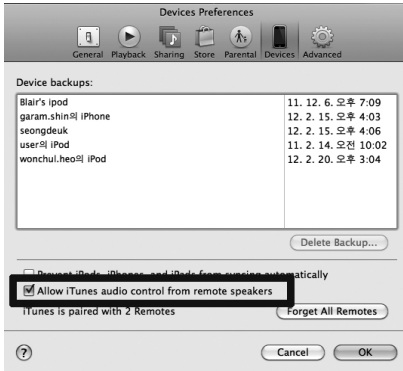 Devices Preferences
General Playback Sharing Store Parental Devices Advanced
Device backups:
Blair's ipod 11. 12. 6. 오후 7:09
garam.shin의 iPhone 12. 2. 15. 오후 4:03
seongdeuk 12. 2. 15. 오후 4:06
user의 iPod 11. 2. 14. 오전 10:02
wonchul.heo의 iPod 12. 2. 20. 오후 3:04
Delete Backup...
Prevent iPods, iPhones, and iPads from syncing automatically
Allow iTunes audio control from remote speakers
iTunes is paired with 2 Remotes Forget All Remotes
? Cancel OK